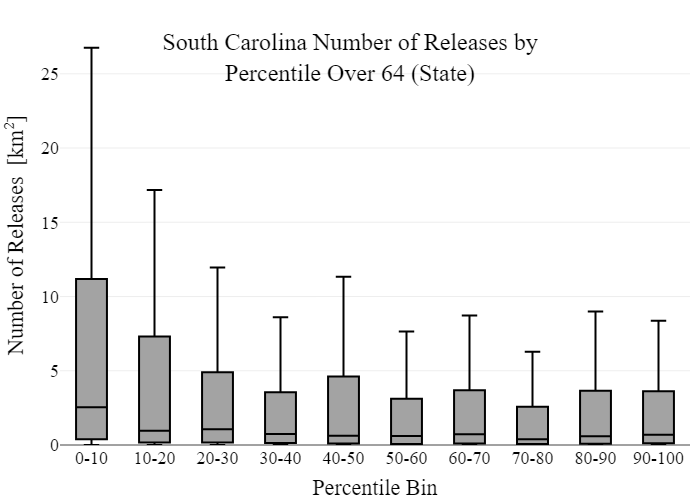 South Carolina Number of Releases by
Percentile Over 64 (State)
Number of Releases [km²]
25
20
15
10
5
0
0-10 10-20 20-30 30-40 40-50 50-60 60-70 70-80 80-90 90-100
Percentile Bin